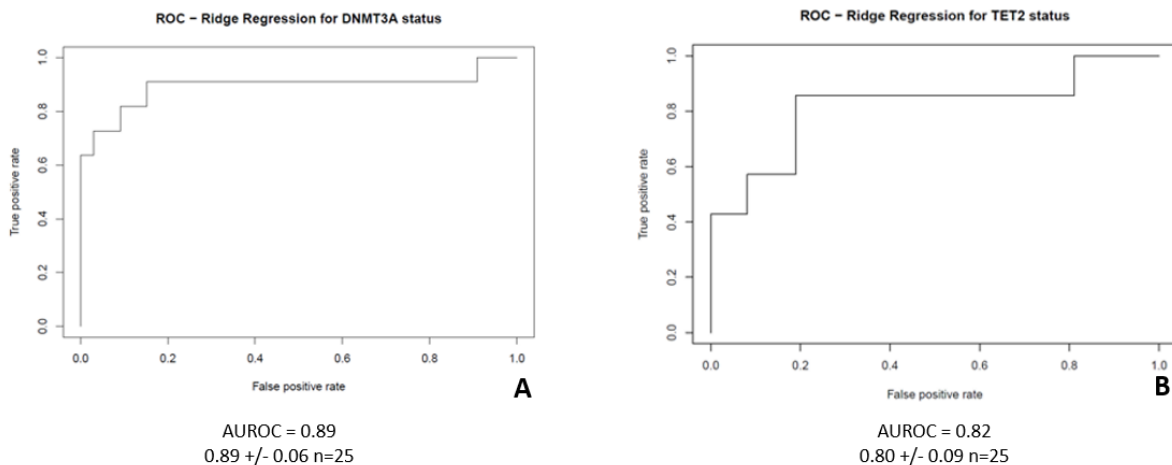 ROC − Ridge Regression for DNMT3A status
True positive rate
1.0
0.8
0.6
0.4
0.2
0.0
0.0 0.2 0.4 0.6 0.8 1.0
False positive rate
A
AUROC = 0.89
0.89 +/- 0.06 n=25
ROC − Ridge Regression for TET2 status
True positive rate
1.0
0.8
0.6
0.4
0.2
0.0
0.0 0.2 0.4 0.6 0.8 1.0
False positive rate
B
AUROC = 0.82
0.80 +/- 0.09 n=25